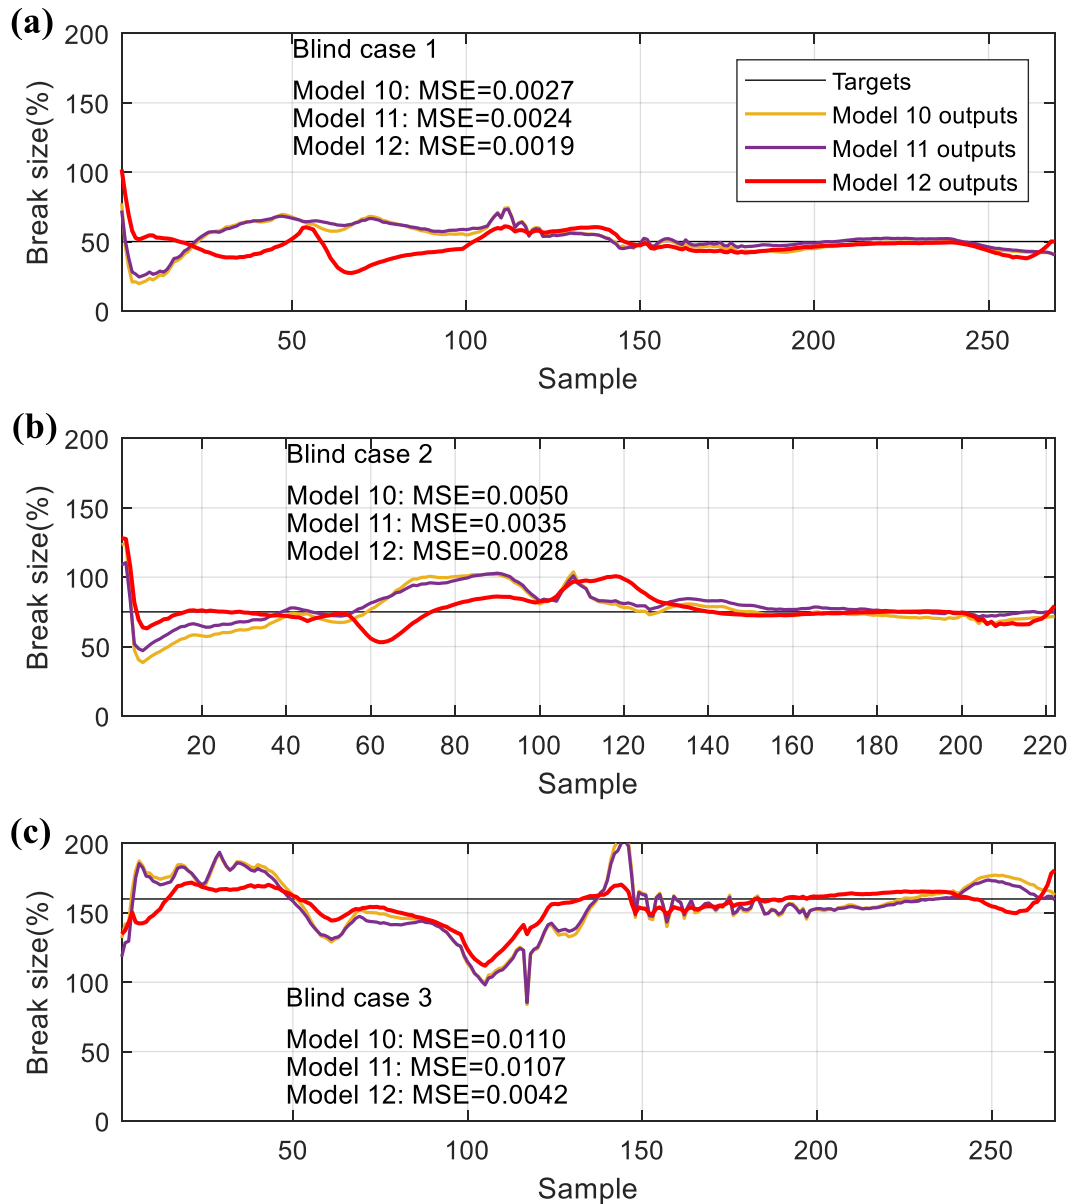 (a)
200
150
100
50
0
Break size(%)
Blind case 1
Model 10: MSE=0.0027
Model 11: MSE=0.0024
Model 12: MSE=0.0019
Targets
Model 10 outputs
Model 11 outputs
Model 12 outputs
50 100 150 200 250
Sample
(b)
200
150
100
50
0
Break size(%)
Blind case 2
Model 10: MSE=0.0050
Model 11: MSE=0.0035
Model 12: MSE=0.0028
20 40 60 80 100 120 140 160 180 200 220
Sample
(c)
200
150
100
50
0
Break size(%)
Blind case 3
Model 10: MSE=0.0110
Model 11: MSE=0.0107
Model 12: MSE=0.0042
50 100 150 200 250
Sample